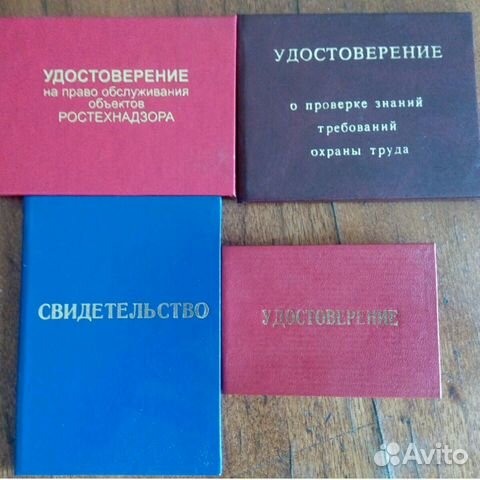 УДОСТОВЕРЕНИЕ
на право обслуживания
объектов
РОСТЕХНАДЗОРА
УДОСТОВЕРЕНИЕ
о проверке знаний
требований
охраны труда
СВИДЕТЕЛЬСТВО
УДОСТОВЕРЕНИЕ
Avito